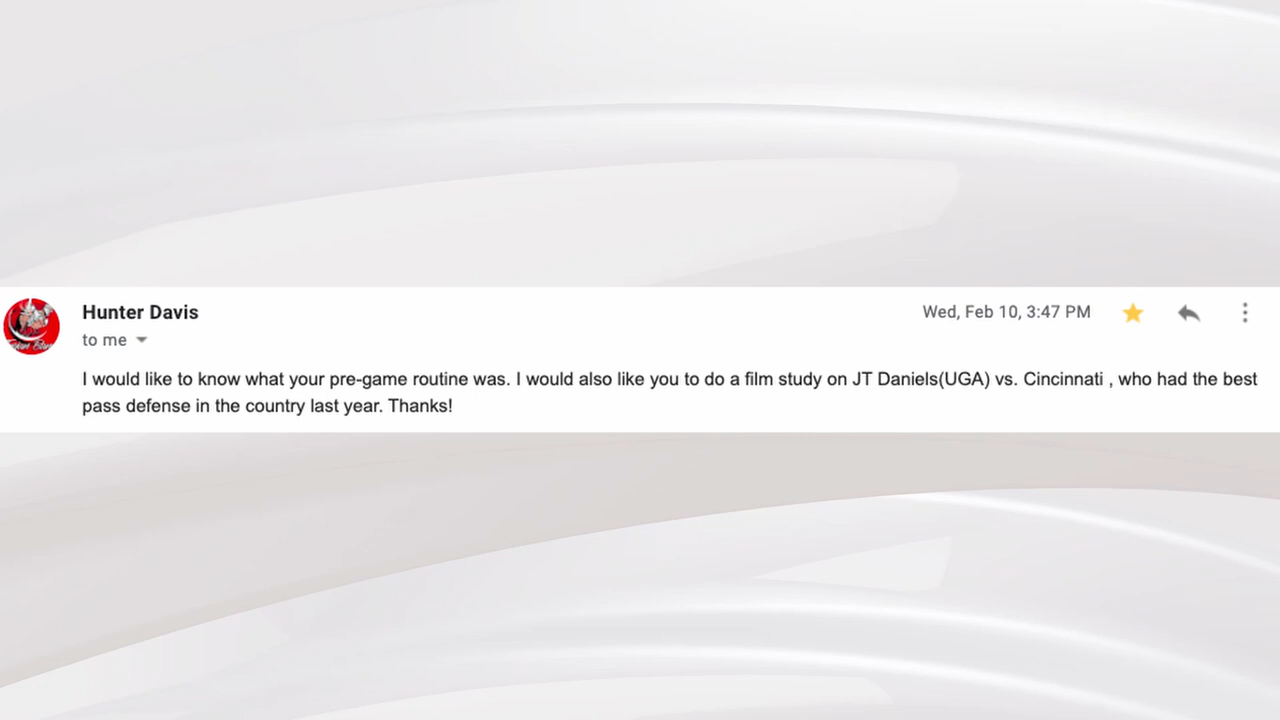 Hunter Davis
Wed, Feb 10, 3:47 PM
to me
I would like to know what your pre-game routine was. I would also like you to do a film study on JT Daniels(UGA) vs. Cincinnati , who had the best
pass defense in the country last year. Thanks!